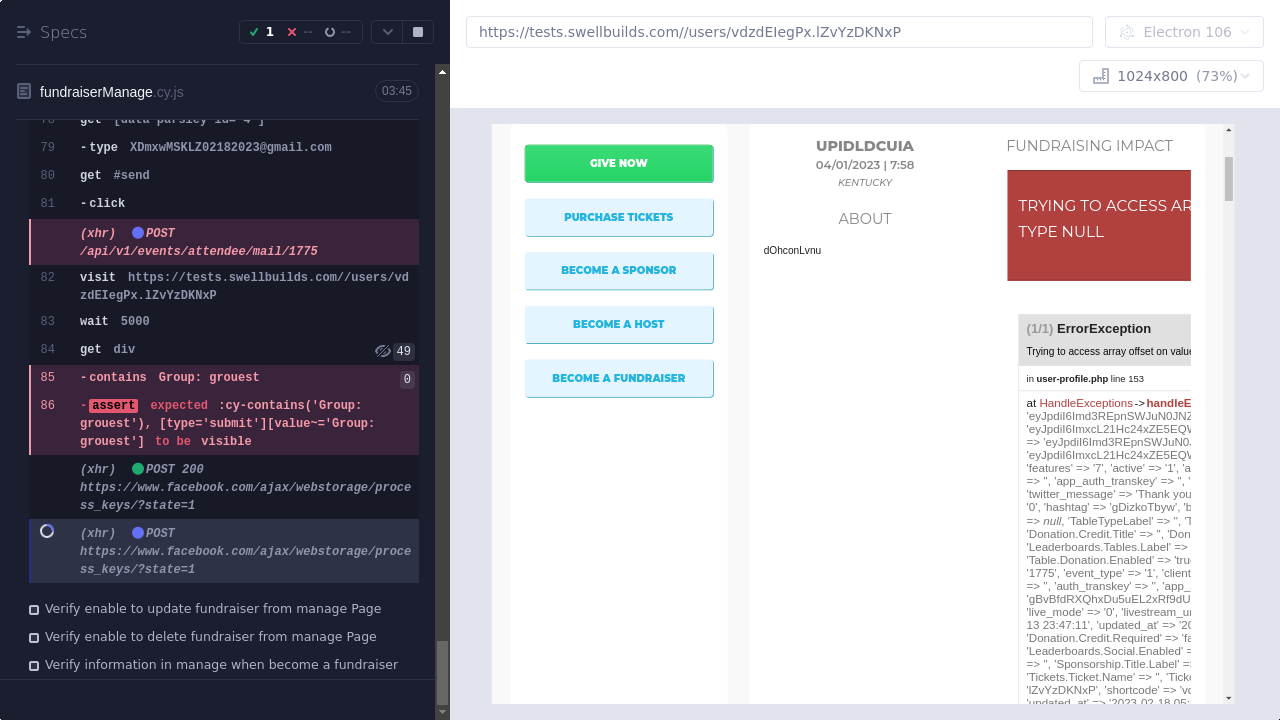 Specs
1
--
--
fundraiserManage.cy.js
03:45
78 get [data-parsley-id="4"]
79 -type XDmxwMSKLZ02182023@gmail.com
80 get #send
81 -click
(xhr) POST
/api/v1/events/attendee/mail/1775
82 visit https://tests.swellbuilds.com//users/vd
zdEIegPx.lZvYzDKNxP
83 wait 5000
84 get div 49
85 -contains Group: grouest 0
86 -assert expected :cy-contains('Group:
grouest'), [type='submit'][value~='Group:
grouest'] to be visible
(xhr) POST 200
https://www.facebook.com/ajax/webstorage/proce
ss_keys/?state=1
(xhr) POST
https://www.facebook.com/ajax/webstorage/proce
ss_keys/?state=1
Verify enable to update fundraiser from manage Page
Verify enable to delete fundraiser from manage Page
Verify information in manage when become a fundraiser
https://tests.swellbuilds.com//users/vdzdEIegPx.lZvYzDKNxP
Electron 106
1024x800 (73%)
GIVE NOW
PURCHASE TICKETS
BECOME A SPONSOR
BECOME A HOST
BECOME A FUNDRAISER
UPIDLDCUIA
04/01/2023 | 7:58
KENTUCKY
ABOUT
dOhconLvnu
FUNDRAISING IMPACT
TRYING TO ACCESS AR
TYPE NULL
(1/1) ErrorException
Trying to access array offset on value
in user-profile.php line 153
at HandleExceptions->handleE
'eyJpdiI6Imd3REpnSWJuN0JNZ
'eyJpdiI6ImxcL21Hc24xZE5EQW
=> 'eyJpdiI6Imd3REpnSWJuN0J
'eyJpdiI6ImxcL21Hc24xZE5EQW
'features' => '7', 'active' => '1', 'a
=> '', 'app_auth_transkey' => '', '
'twitter_message' => 'Thank you
'0', 'hashtag' => 'gDizkoTbyw', 'b
=> null, 'TableTypeLabel' => '', 'T
'Donation.Credit.Title' => '', 'Don
'Leaderboards.Tables.Label' =>
'Table.Donation.Enabled' => 'tru
'1775', 'event_type' => '1', 'client
=> '', 'auth_transkey' => '', 'app_
'gBvBfdRXQhxDu5uEL2xRf9dU
'live_mode' => '0', 'livestream_ur
13 23:47:11', 'updated_at' => '20
'Donation.Credit.Required' => 'fa
'Leaderboards.Social.Enabled' =
=> '', 'Sponsorship.Title.Label' =>
'Tickets.Ticket.Name' => '', 'Ticke
'lZvYzDKNxP', 'shortcode' => 'vd
'updated_at' => '2023-02-18 05: